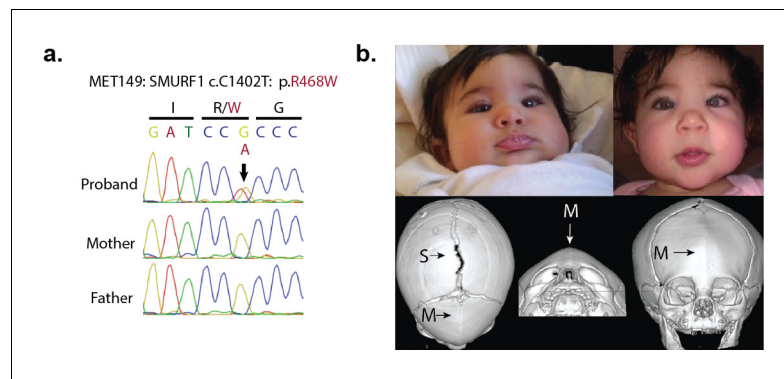 a.
MET149: SMURF1 c.C1402T: p.R468W
I R/W G
G A T C C G C C C
A
Proband
Mother
Father
b.
S
M
M
M